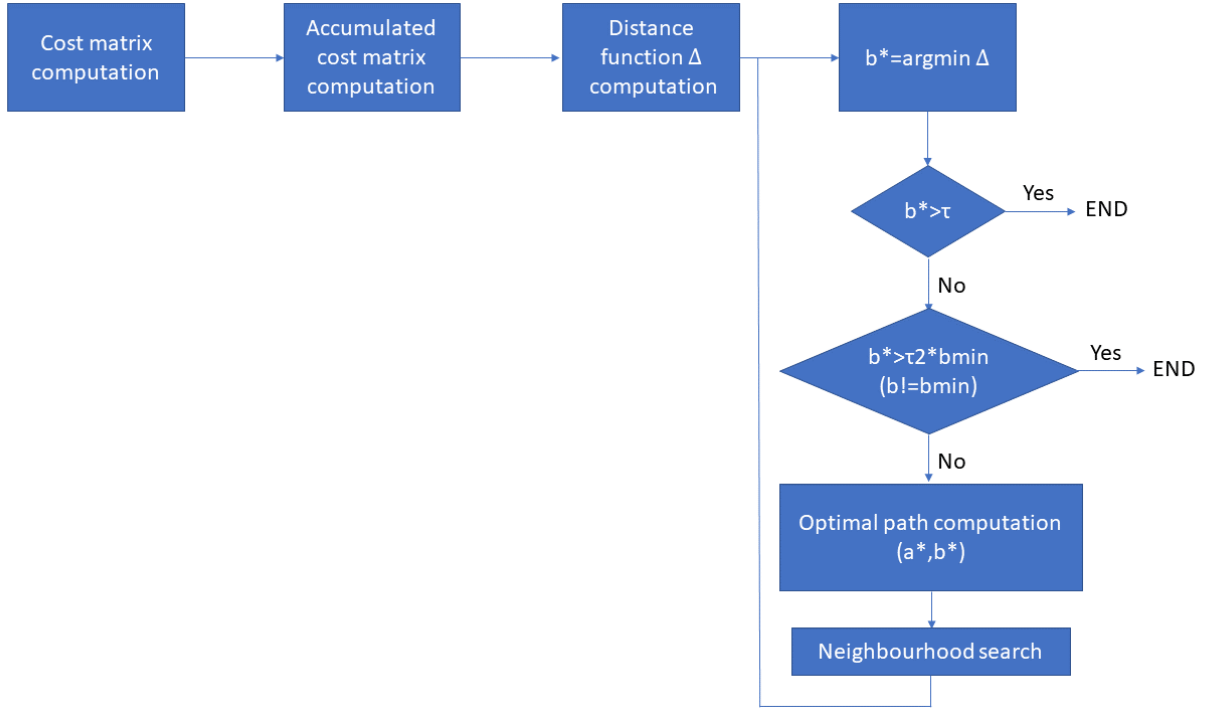 Cost matrix
computation
Accumulated
cost matrix
computation
Distance
function Δ
computation
b*=argmin Δ
b*>τ
Yes
END
No
b*>τ2*bmin
(b!=bmin)
Yes
END
No
Optimal path computation
(a*,b*)
Neighbourhood search